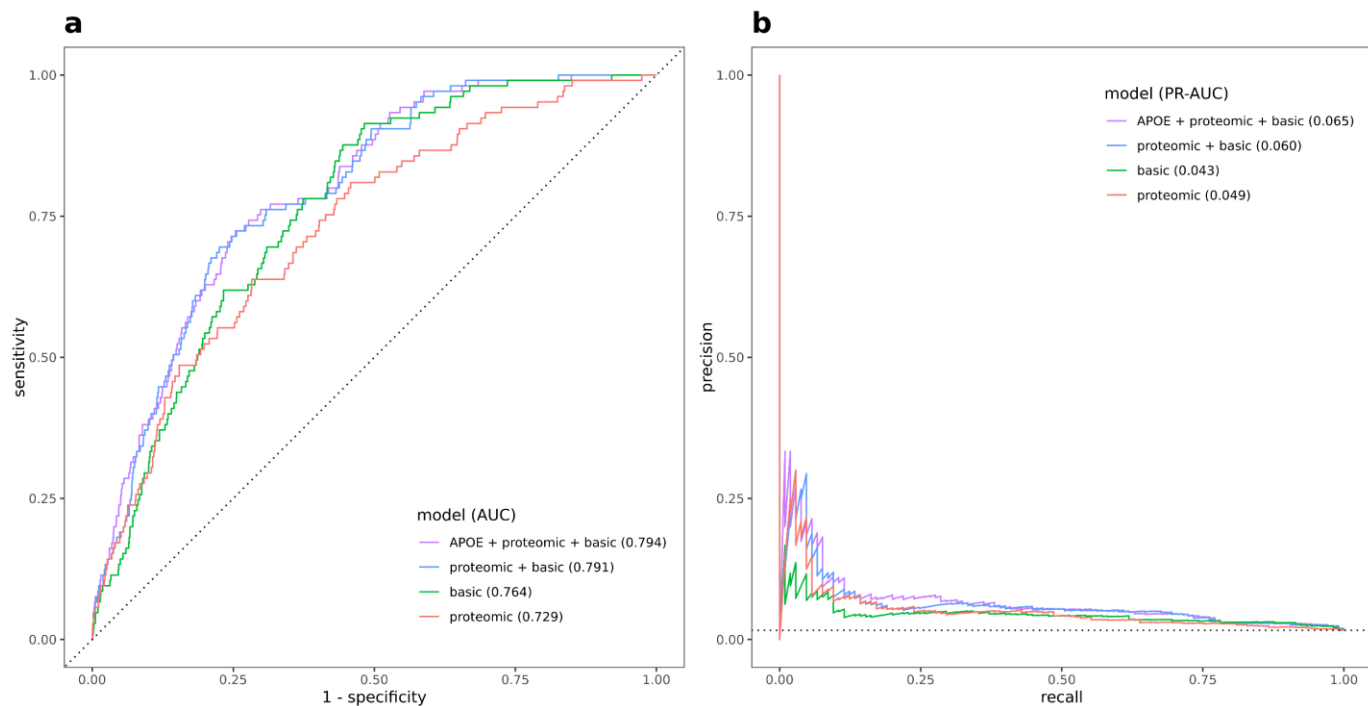 a
1.00
0.75
0.50
0.25
0.00
sensitivity
model (AUC)
APOE + proteomic + basic (0.794)
proteomic + basic (0.791)
basic (0.764)
proteomic (0.729)
0.00
0.25
0.50
0.75
1.00
1 - specificity
b
1.00
0.75
0.50
0.25
0.00
precision
model (PR-AUC)
APOE + proteomic + basic (0.065)
proteomic + basic (0.060)
basic (0.043)
proteomic (0.049)
0.00
0.25
0.50
0.75
1.00
recall